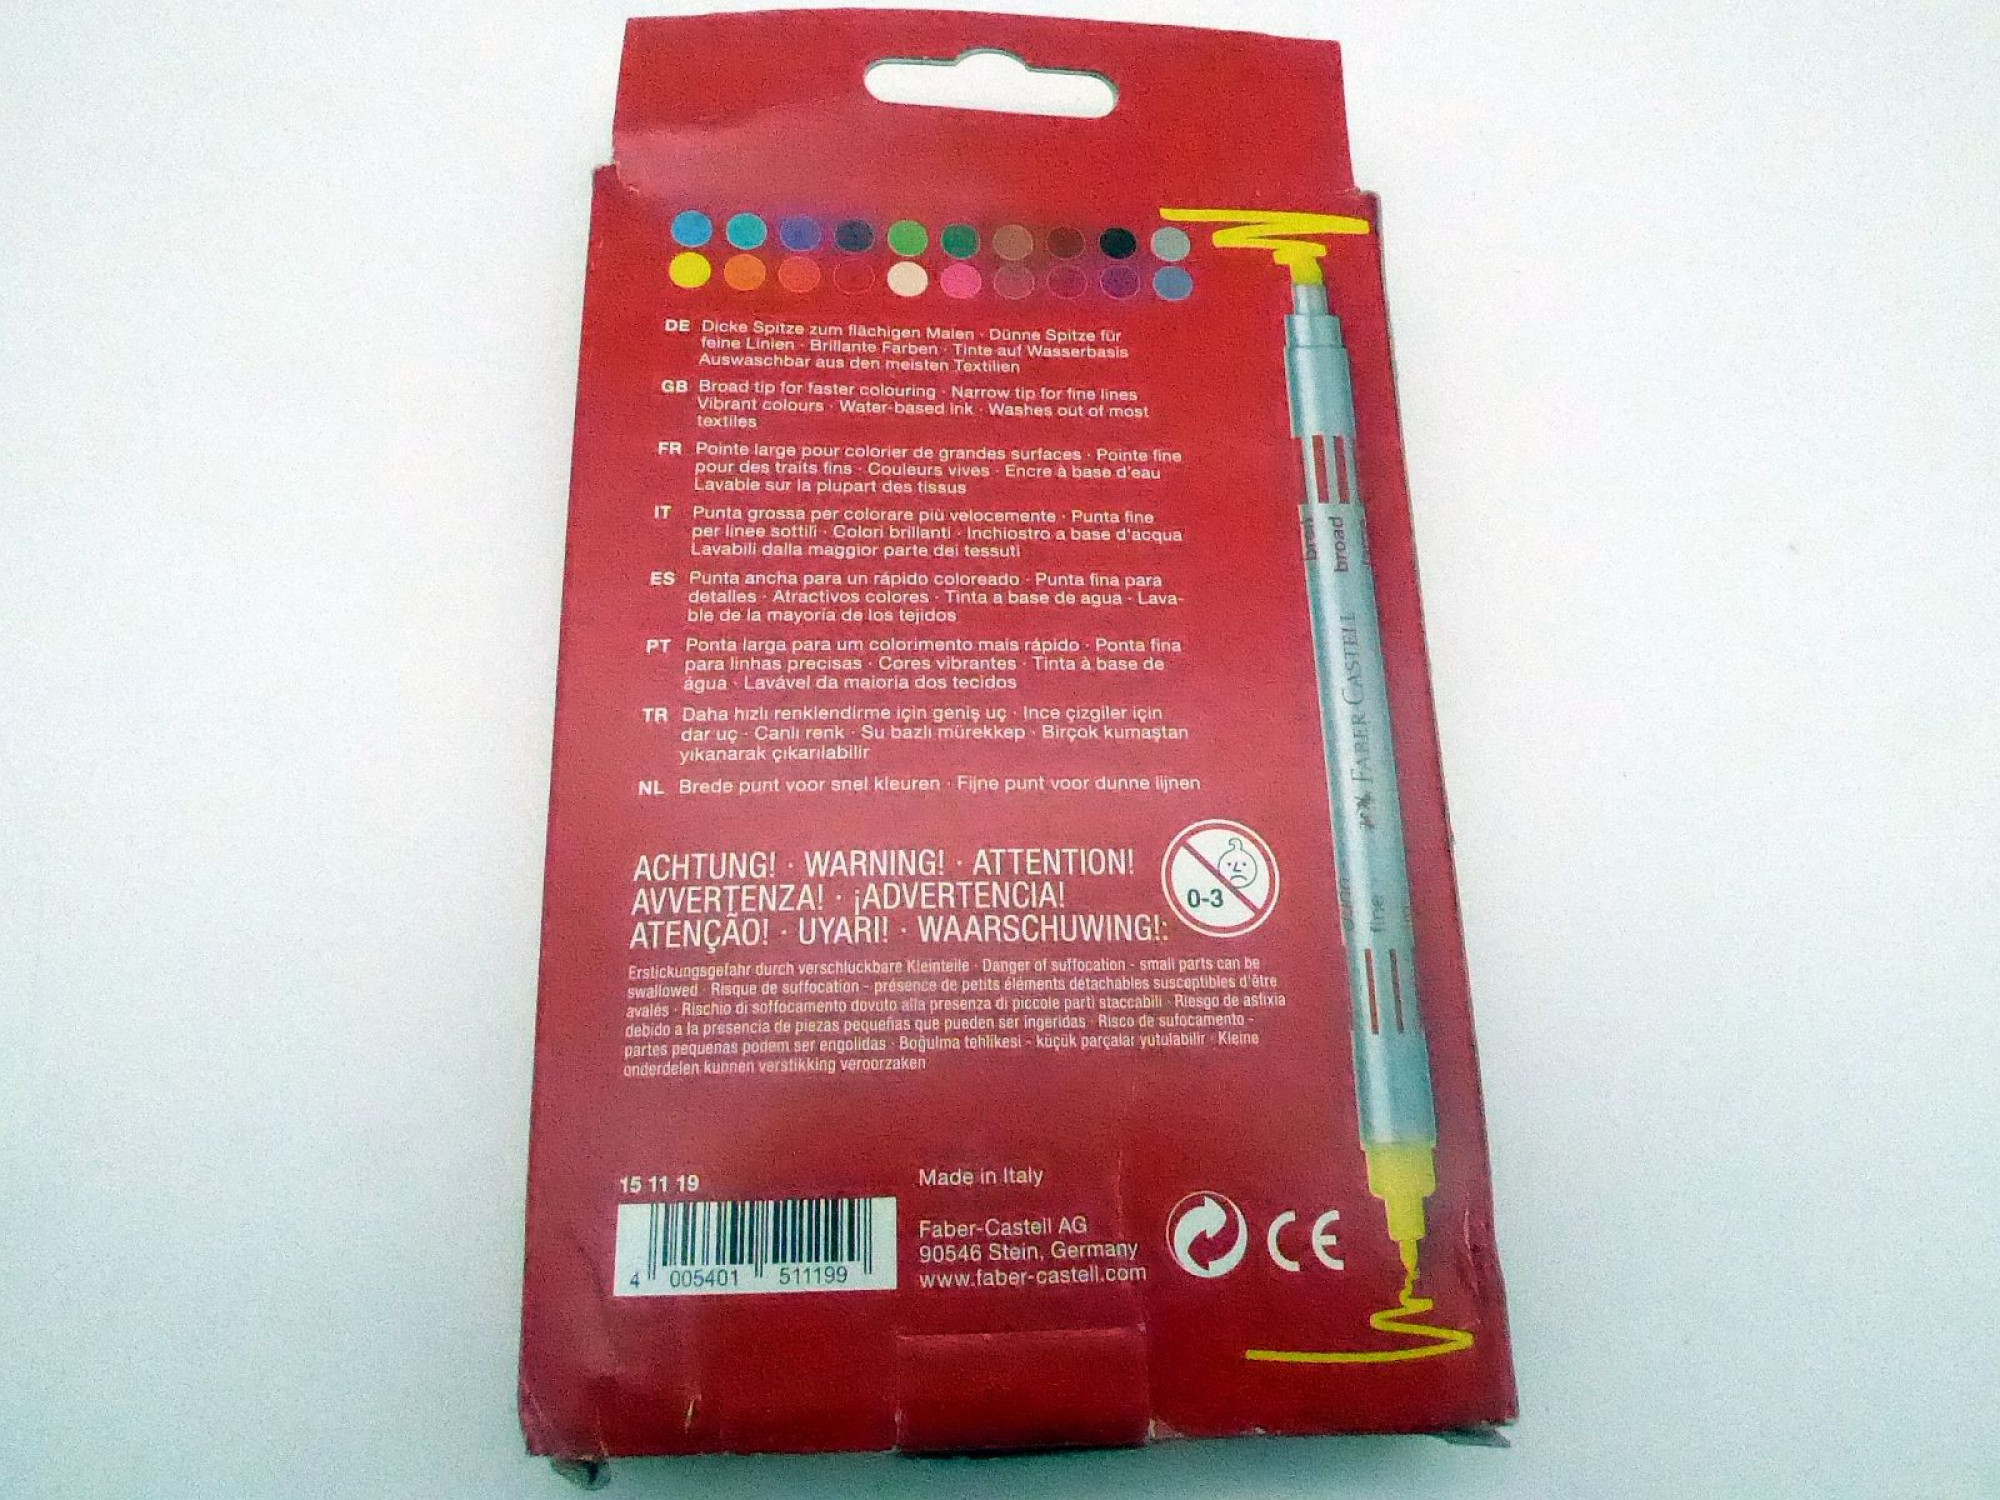 DE Dicke Spitze zum flächigen Malen · Dünne Spitze für
feine Linien · Brillante Farben · Tinte auf Wasserbasis
Auswaschbar aus den meisten Textilien
GB Broad tip for faster colouring · Narrow tip for fine lines
Vibrant colours · Water-based ink · Washes out of most
textiles
FR Pointe large pour colorier de grandes surfaces · Pointe fine
pour des traits fins · Couleurs vives · Encre à base d'eau
Lavable sur la plupart des tissus
IT Punta grossa per colorare più velocemente · Punta fine
per linee sottili · Colori brillanti · Inchiostro a base d'acqua
Lavabili dalla maggior parte dei tessuti
ES Punta ancha para un rápido coloreado · Punta fina para
detalles · Atractivos colores · Tinta a base de agua · Lava-
ble de la mayoría de los tejidos
PT Ponta larga para um colorimento mais rápido · Ponta fina
para linhas precisas · Cores vibrantes · Tinta à base de
água · Lavável da maioria dos tecidos
TR Daha hızlı renklendirme için geniş uç · Ince çizgiler için
dar uç · Canlı renk · Su bazlı mürekkep · Birçok kumaştan
yıkanarak çıkarılabilir
NL Brede punt voor snel kleuren · Fijne punt voor dunne lijnen
ACHTUNG! · WARNING! · ATTENTION!
AVVERTENZA! · ¡ADVERTENCIA!
ATENÇÃO! · UYARI! · WAARSCHUWING!:
0-3
Erstickungsgefahr durch verschluckbare Kleinteile · Danger of suffocation - small parts can be
swallowed · Risque de suffocation - présence de petits éléments détachables susceptibles d'être
avalés · Rischio di soffocamento dovuto alla presenza di piccole parti staccabili · Riesgo de asfixia
debido a la presencia de piezas pequeñas que pueden ser ingeridas · Risco de sufocamento -
partes pequenas podem ser engolidas · Boğulma tehlikesi - küçük parçalar yutulabilir · Kleine
onderdelen kunnen verstikking veroorzaken
15 11 19
4 005401 511199
Made in Italy
Faber-Castell AG
90546 Stein, Germany
www.faber-castell.com
CE
broad
FABER CASTELL
fine